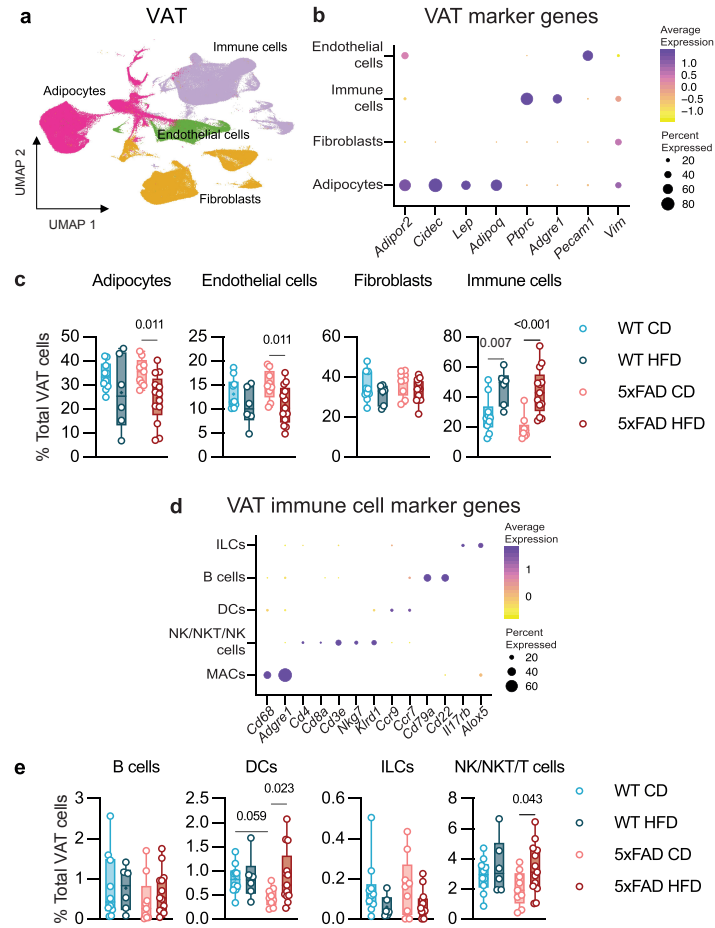 a
VAT
Immune cells
Adipocytes
Endothelial cells
Fibroblasts
UMAP 2
UMAP 1
b
VAT marker genes
Endothelial
cells
Immune
cells
Fibroblasts
Adipocytes
Adipor2
Cidec
Lep
Adipoq
Ptprc
Adgre1
Pecam1
Vim
Average
Expression
1.0
0.5
0.0
−0.5
−1.0
Percent
Expressed
20
40
60
80
c
Adipocytes
Endothelial cells
Fibroblasts
Immune cells
% Total VAT cells
50
40
30
20
10
0
0.011
25
20
15
10
5
0
0.011
60
40
20
0
80
60
40
20
0
0.007
<0.001
WT CD
WT HFD
5xFAD CD
5xFAD HFD
d
VAT immune cell marker genes
ILCs
B cells
DCs
NK/NKT/NK
cells
MACs
Cd68
Adgre1
Cd4
Cd8a
Cd3e
Nkg7
Klrd1
Ccr9
Ccr7
Cd79a
Cd22
Il17rb
Alox5
Average
Expression
1
0
Percent
Expressed
20
40
60
e
B cells
DCs
ILCs
NK/NKT/T cells
% Total VAT cells
3
2
1
0
2.5
2.0
1.5
1.0
0.5
0.0
0.059
0.023
0.6
0.4
0.2
0.0
8
6
4
2
0
0.043
WT CD
WT HFD
5xFAD CD
5xFAD HFD